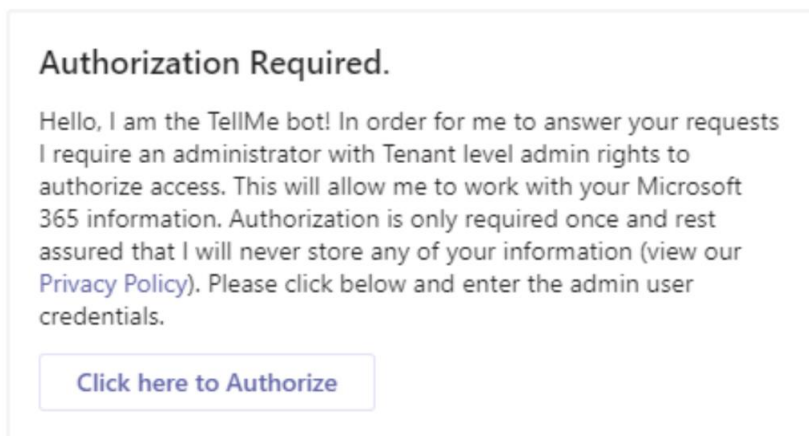 Authorization Required.
Hello, I am the TellMe bot! In order for me to answer your requests
I require an administrator with Tenant level admin rights to
authorize access. This will allow me to work with your Microsoft
365 information. Authorization is only required once and rest
assured that I will never store any of your information (view our
Privacy Policy). Please click below and enter the admin user
credentials.
Click here to Authorize